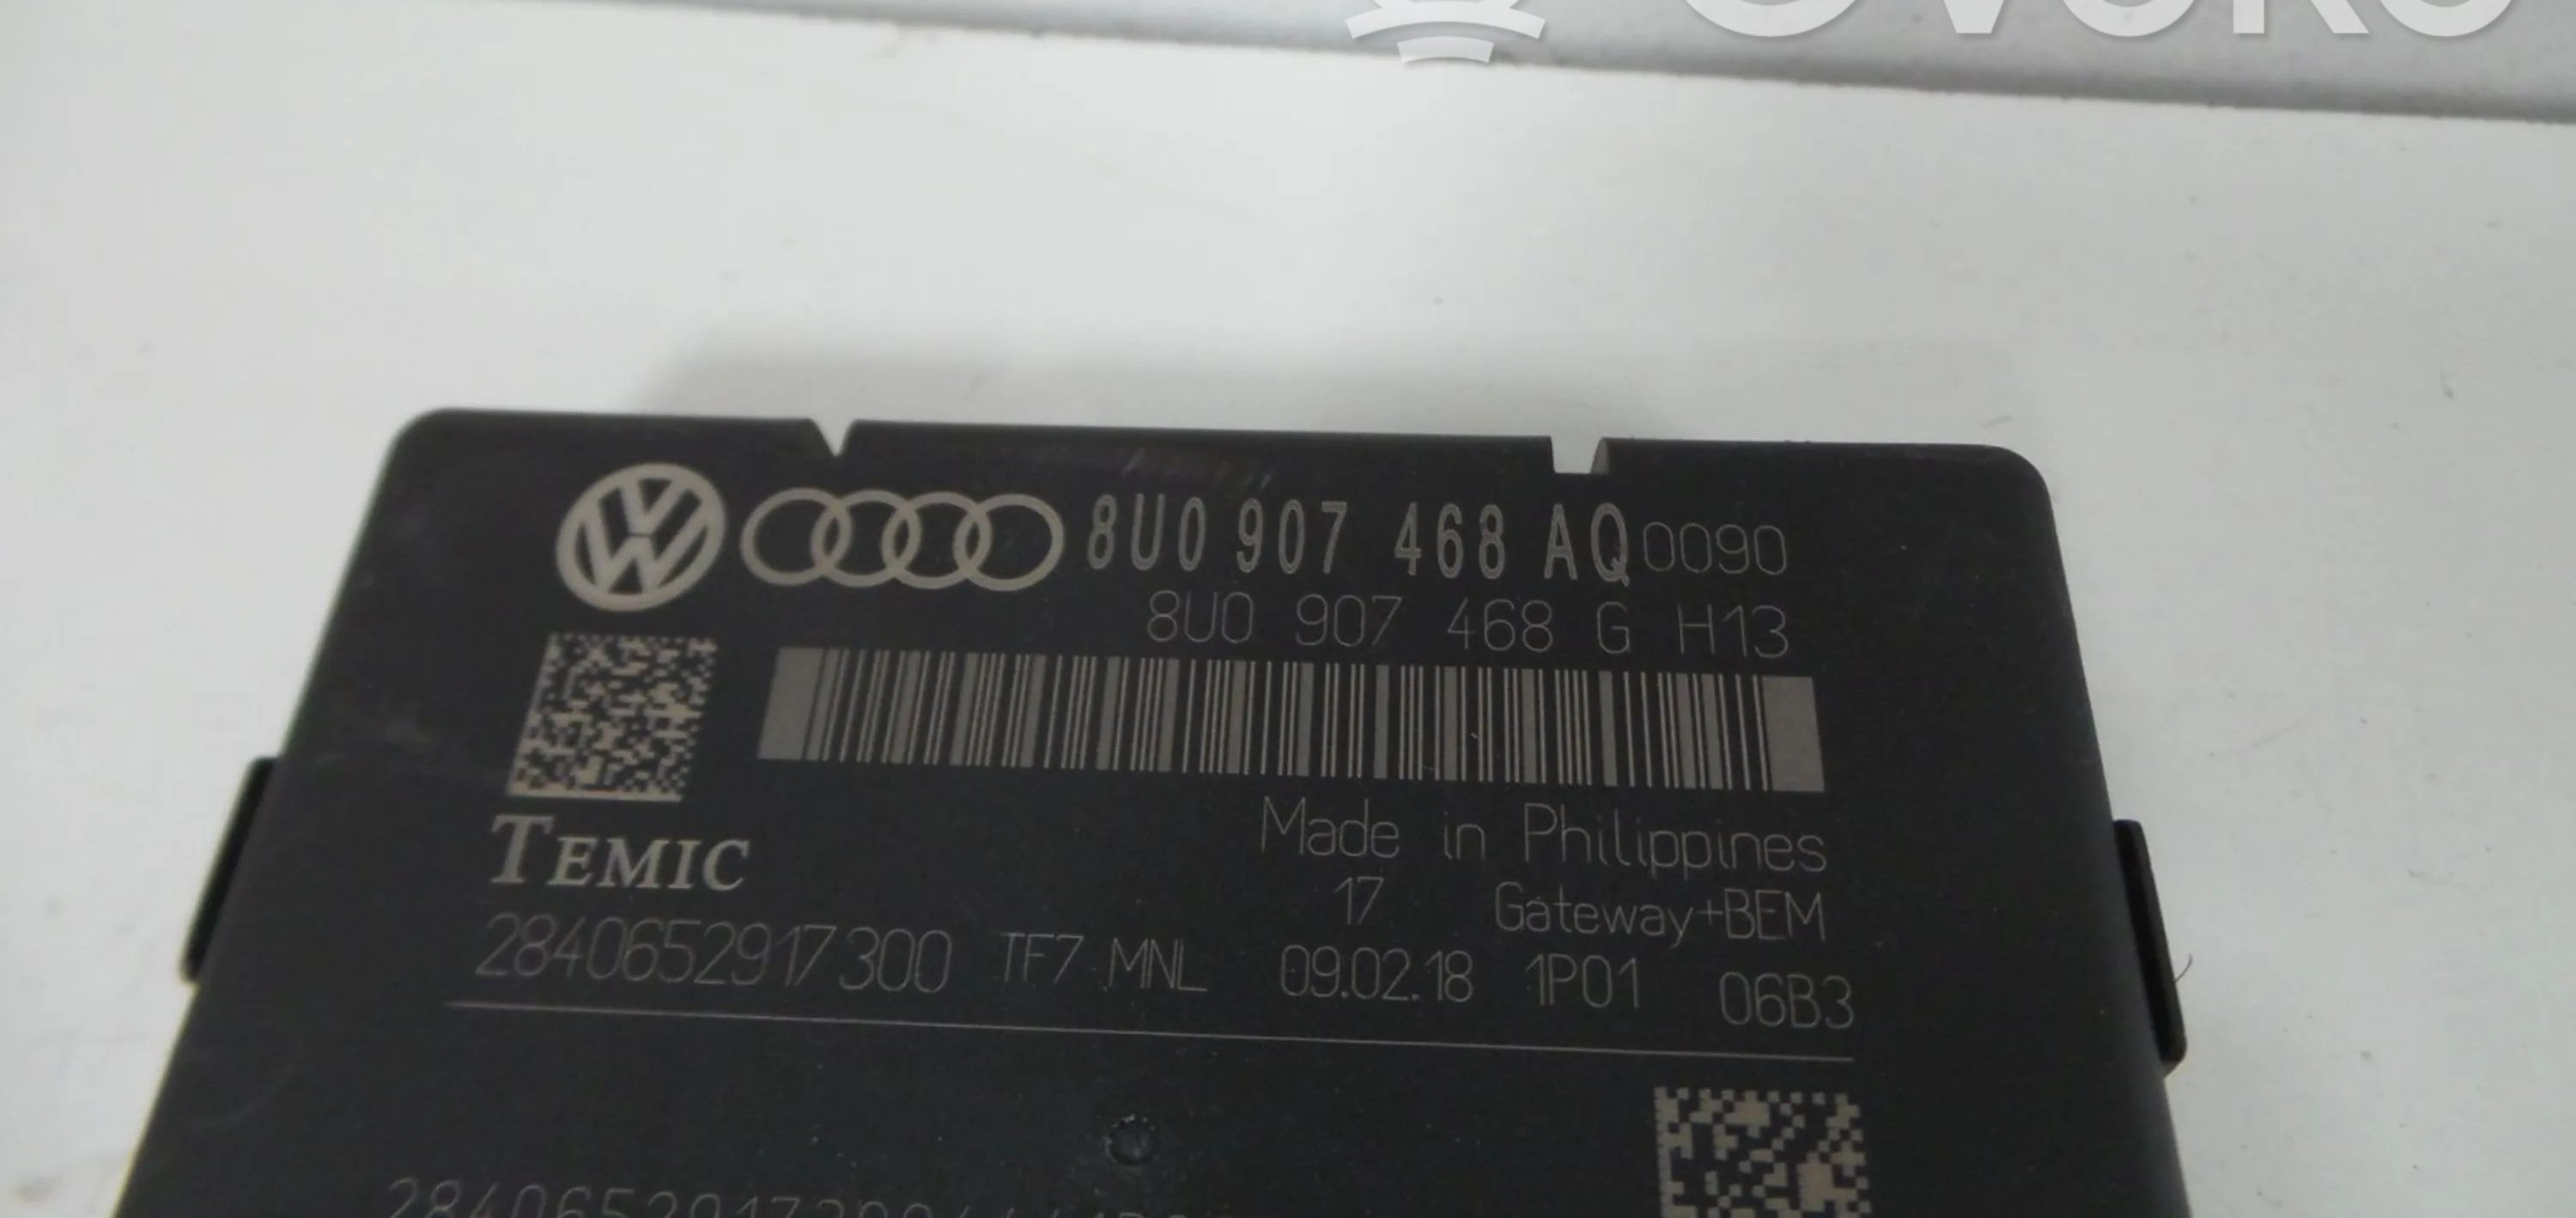 8U0 907 468 AQ 0090
8U0 907 468 G H13
TEMIC
Made in Philippines
17 Gateway+BEM
2840652917300 TF7 MNL 09.02.18 1P01 06B3